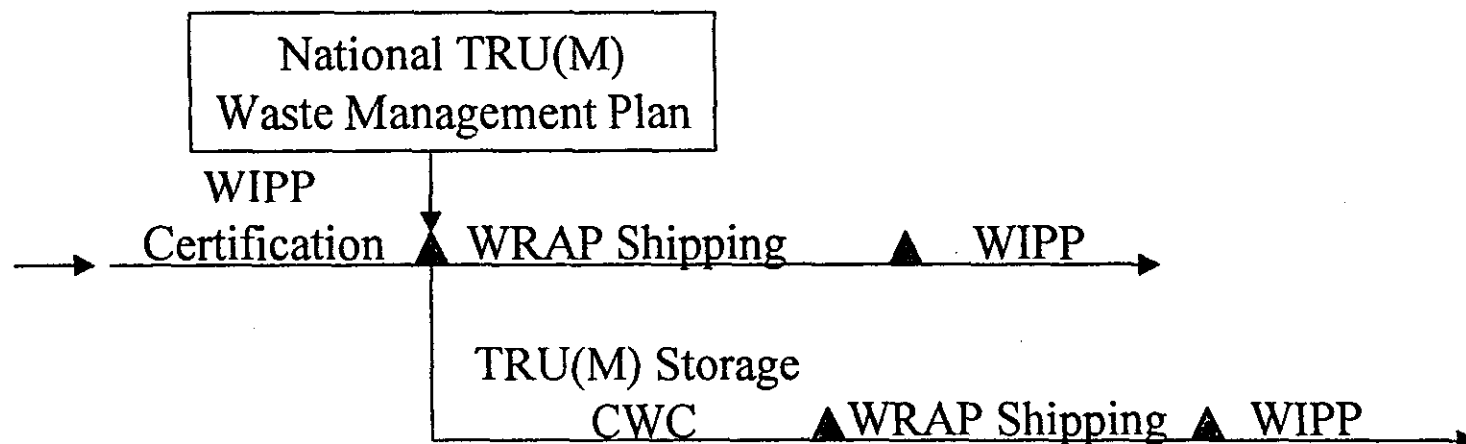 National TRU(M)
Waste Management Plan
WIPP
Certification WRAP Shipping WIPP
TRU(M) Storage
CWC WRAP Shipping WIPP